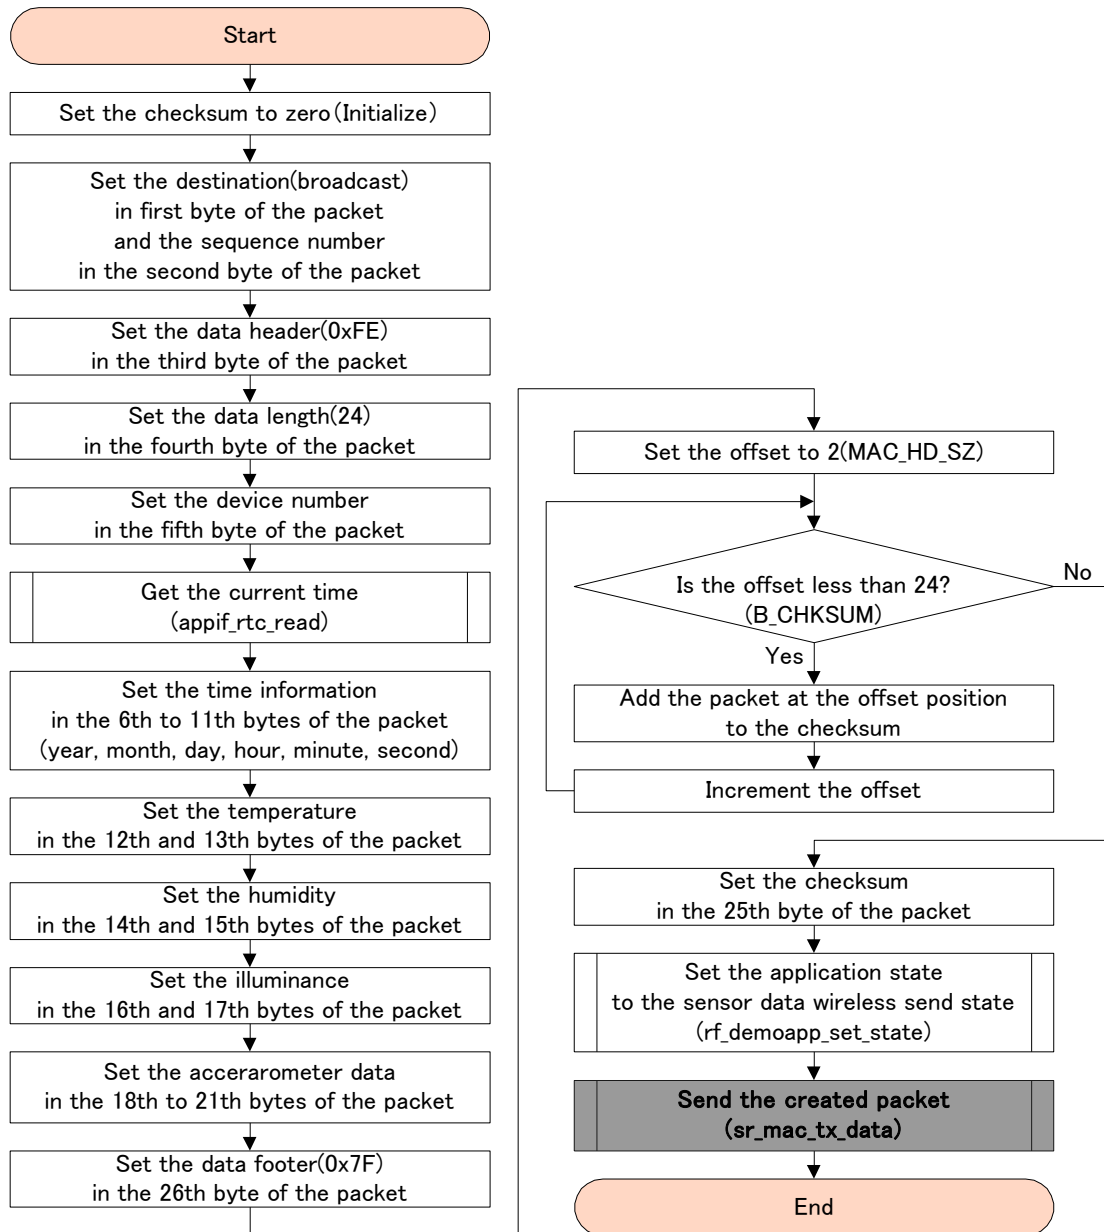 Start
Set the checksum to zero(Initialize)
Set the destination(broadcast)
in first byte of the packet
and the sequence number
in the second byte of the packet
Set the data header(0xFE)
in the third byte of the packet
Set the data length(24)
in the fourth byte of the packet
Set the device number
in the fifth byte of the packet
Get the current time
(appif_rtc_read)
Set the time information
in the 6th to 11th bytes of the packet
(year, month, day, hour, minute, second)
Set the temperature
in the 12th and 13th bytes of the packet
Set the humidity
in the 14th and 15th bytes of the packet
Set the illuminance
in the 16th and 17th bytes of the packet
Set the accerarometer data
in the 18th to 21th bytes of the packet
Set the data footer(0x7F)
in the 26th byte of the packet
Set the offset to 2(MAC_HD_SZ)
Is the offset less than 24?
(B_CHKSUM)
No
Yes
Add the packet at the offset position
to the checksum
Increment the offset
Set the checksum
in the 25th byte of the packet
Set the application state
to the sensor data wireless send state
(rf_demoapp_set_state)
Send the created packet
(sr_mac_tx_data)
End